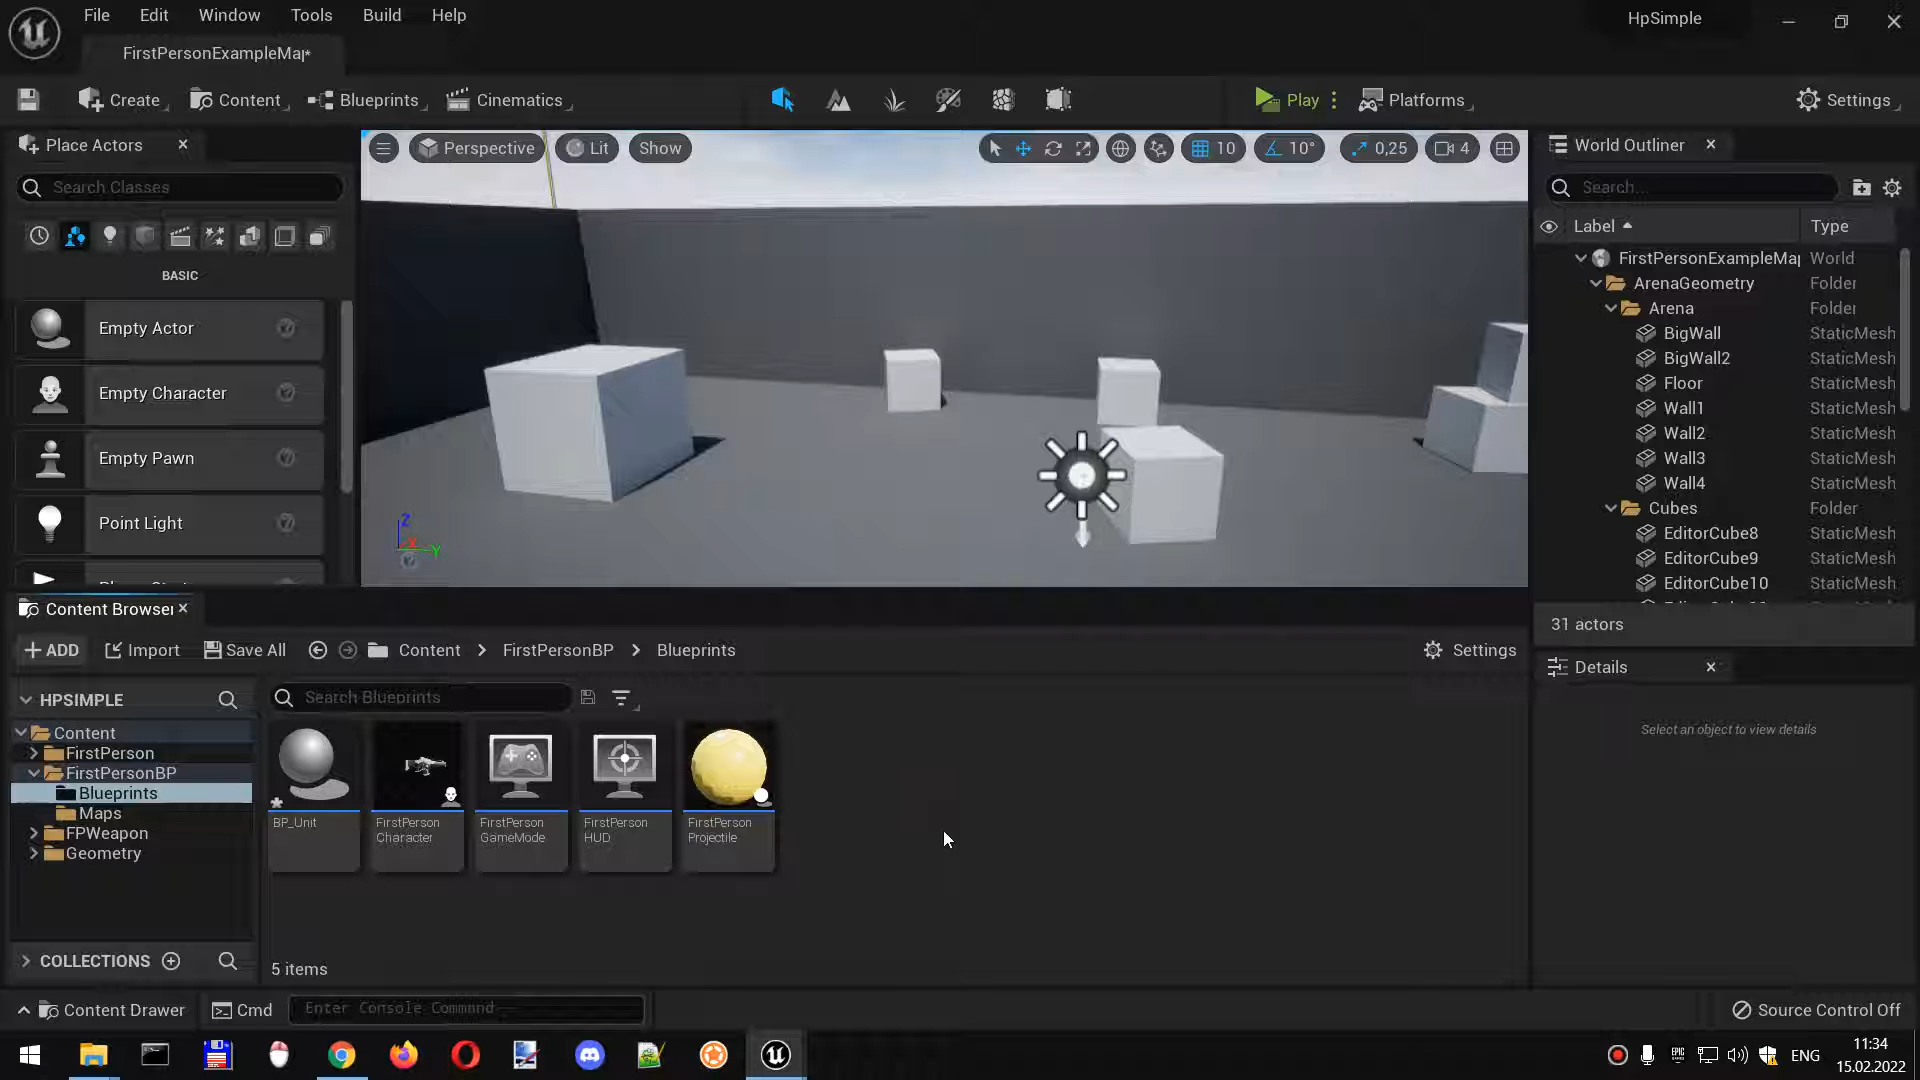 File Edit Window Tools Build Help
HpSimple
FirstPersonExampleMap*
Create Content Blueprints Cinematics
Play Platforms Settings
Place Actors
Search Classes
BASIC
Empty Actor
Empty Character
Empty Pawn
Point Light
Perspective Lit Show
10 10° 0,25 4
Z
X
Y
World Outliner
Search...
Label Type
FirstPersonExampleMap World
ArenaGeometry Folder
Arena Folder
BigWall StaticMesh
BigWall2 StaticMesh
Floor StaticMesh
Wall1 StaticMesh
Wall2 StaticMesh
Wall3 StaticMesh
Wall4 StaticMesh
Cubes Folder
EditorCube8 StaticMesh
EditorCube9 StaticMesh
EditorCube10 StaticMesh
31 actors
Details
Select an object to view details
Content Browser
ADD Import Save All Content FirstPersonBP Blueprints Settings
HPSIMPLE
Content
FirstPerson
FirstPersonBP
Blueprints
Maps
FPWeapon
Geometry
COLLECTIONS
Search Blueprints
BP_Unit
FirstPerson
Character
FirstPerson
GameMode
FirstPerson
HUD
FirstPerson
Projectile
5 items
Content Drawer Cmd Enter Console Command Source Control Off
EPIC
ENG
11:34
15.02.2022